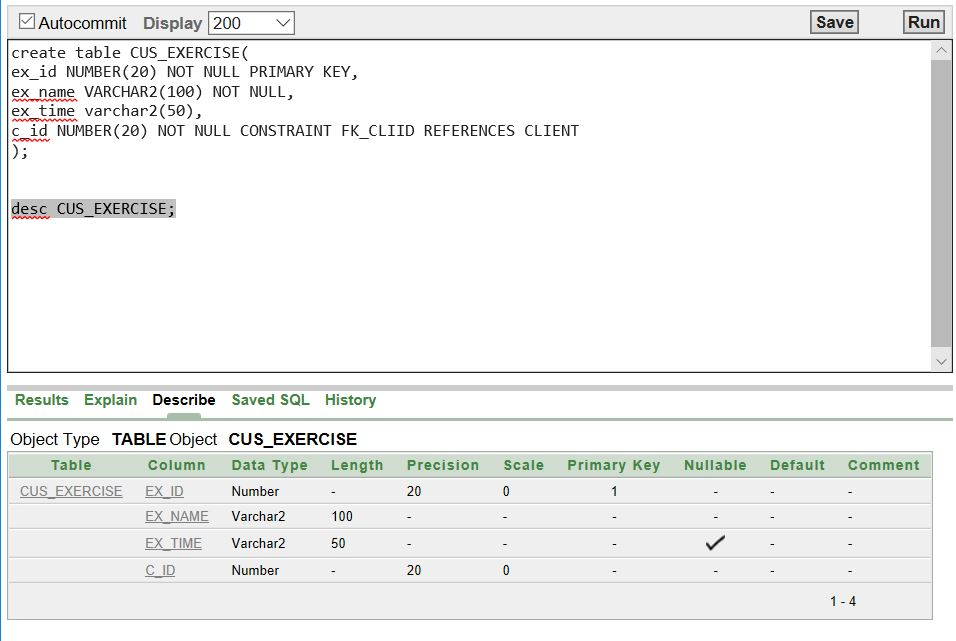 Autocommit Display 200 Save Run
create table CUS_EXERCISE(
ex_id NUMBER(20) NOT NULL PRIMARY KEY,
ex_name VARCHAR2(100) NOT NULL,
ex_time varchar2(50),
c_id NUMBER(20) NOT NULL CONSTRAINT FK_CLIID REFERENCES CLIENT
);
desc CUS_EXERCISE;
Results Explain Describe Saved SQL History
Object Type TABLE Object CUS_EXERCISE
Table Column Data Type Length Precision Scale Primary Key Nullable Default Comment
CUS_EXERCISE EX_ID Number - 20 0 1 - - -
EX_NAME Varchar2 100 - - - - - -
EX_TIME Varchar2 50 - - - - -
C_ID Number - 20 0 - - - -
1 - 4